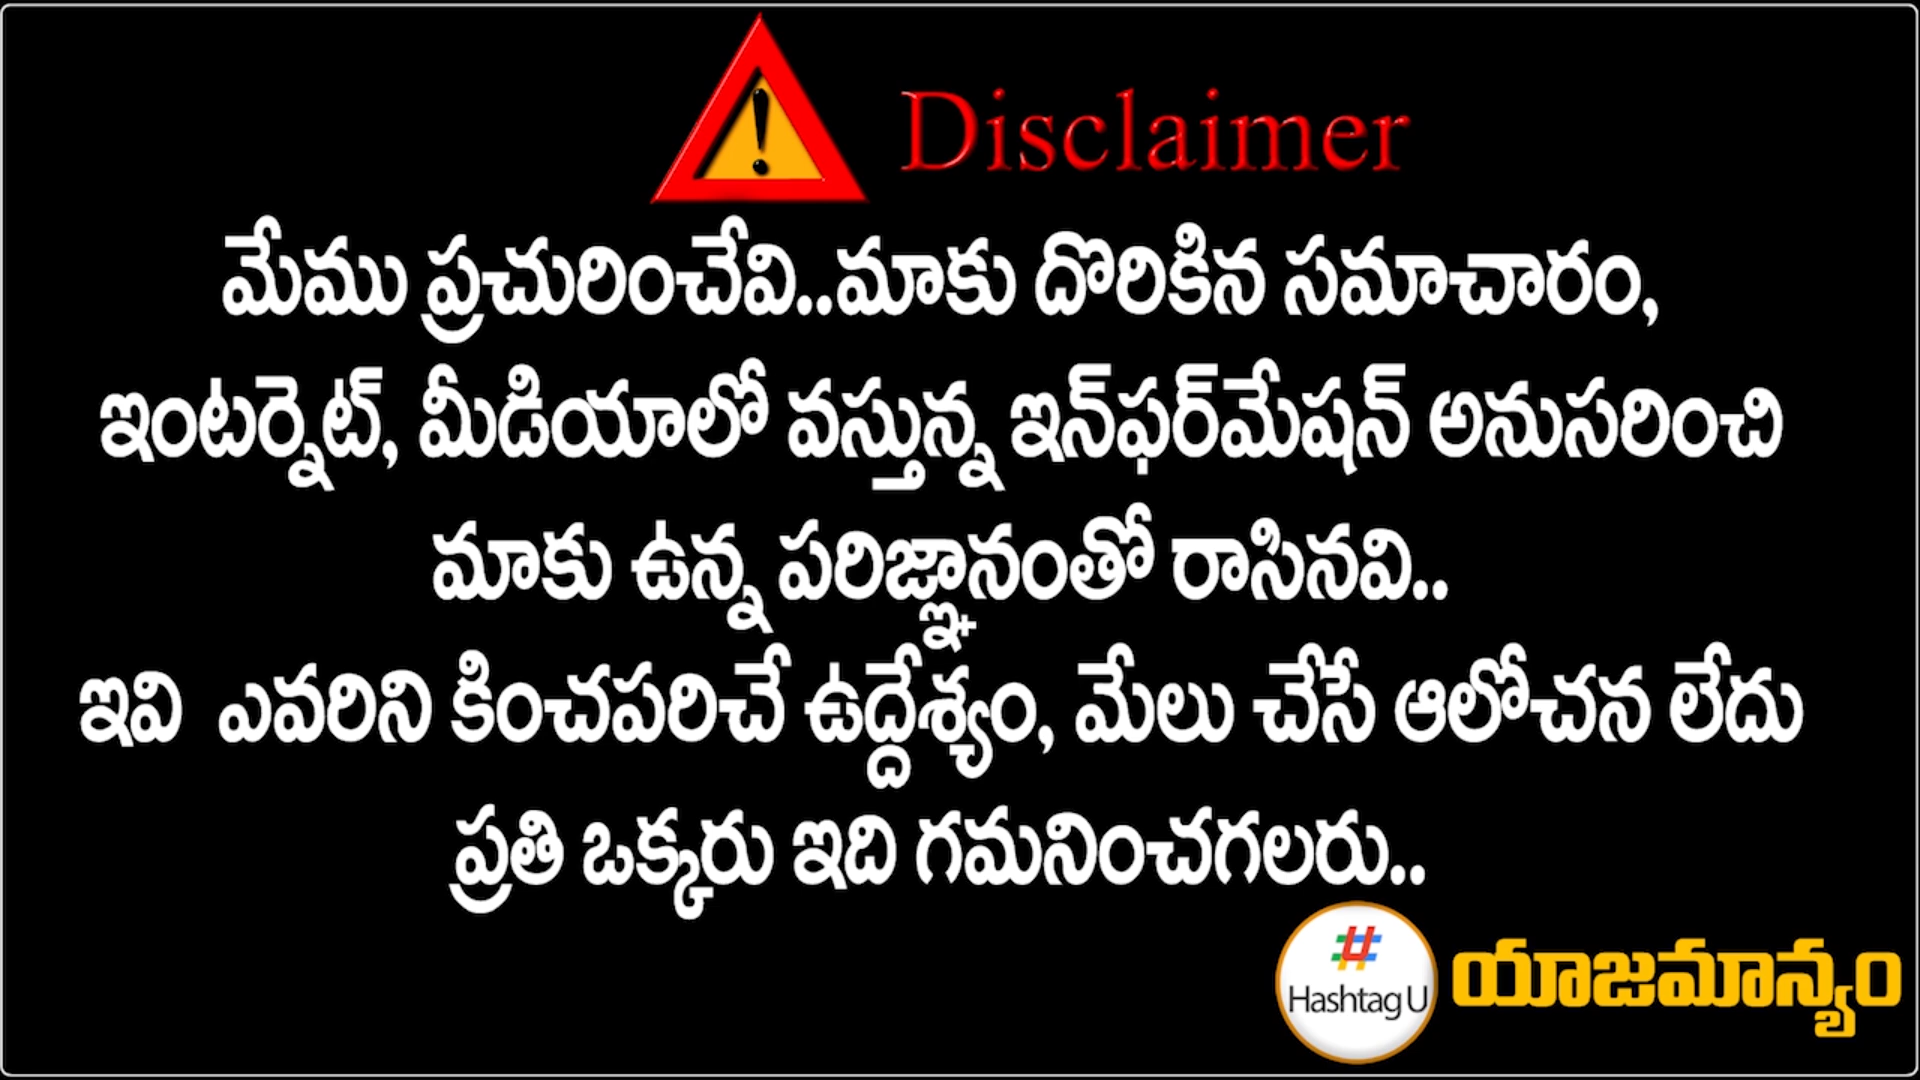 Disclaimer
మేము ప్రచురించేవి..మాకు దొరికిన సమాచారం,
ఇంటర్నెట్, మీడియాలో వస్తున్న ఇన్‌ఫర్‌మేషన్ అనుసరించి
మాకు ఉన్న పరిజ్ఞానంతో రాసినవి..
ఇవి ఎవరిని కించపరిచే ఉద్దేశ్యం, మేలు చేసే ఆలోచన లేదు
ప్రతి ఒక్కరు ఇది గమనించగలరు..
# Hashtag U యాజమాన్యం